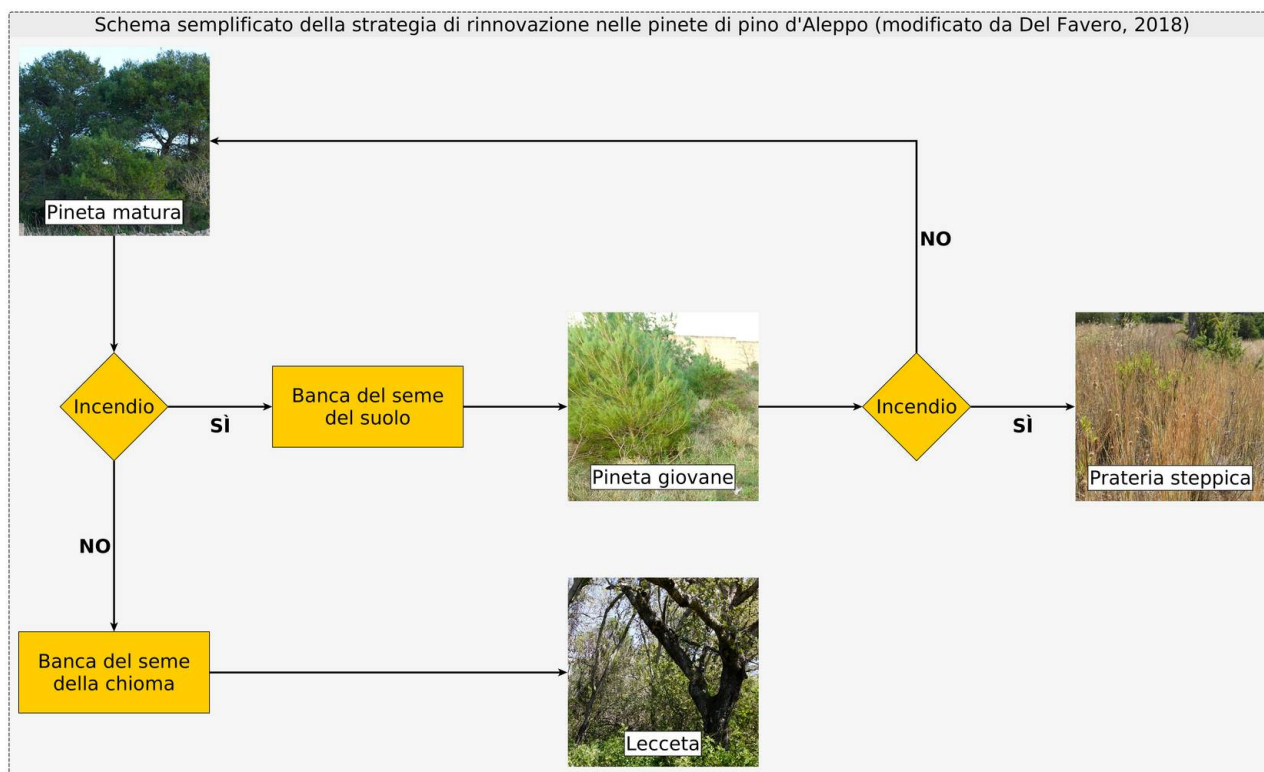 Schema semplificato della strategia di rinnovazione nelle pinete di pino d'Aleppo (modificato da Del Favero, 2018)
Pineta matura
NO
Incendio
SÌ
Banca del seme
del suolo
Pineta giovane
Incendio
SÌ
Prateria steppica
NO
Banca del seme
della chioma
Lecceta